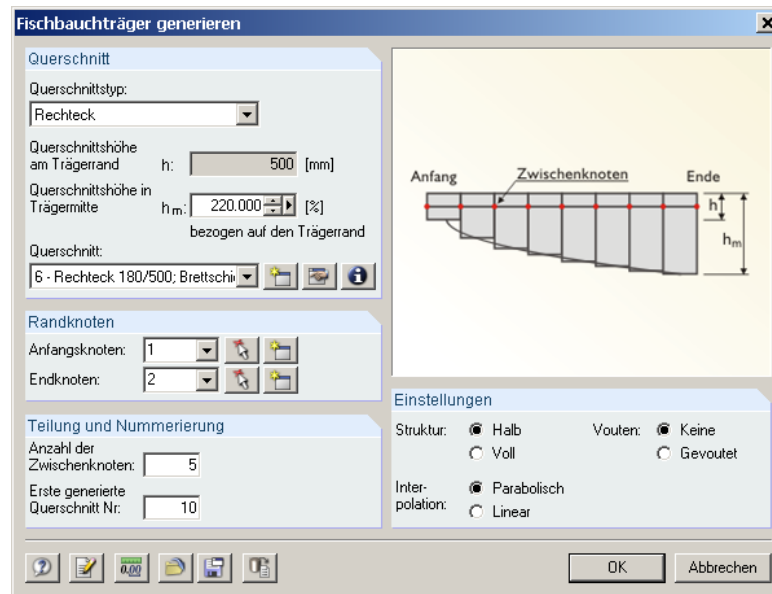 Fischbauchträger generieren
Querschnitt
Querschnittstyp:
Rechteck
Querschnittshöhe
am Trägerrand h: 500 [mm]
Querschnittshöhe in
Trägermitte hm: 220.000 [%]
bezogen auf den Trägerrand
Querschnitt:
6 - Rechteck 180/500; Brettschi
Randknoten
Anfangsknoten: 1
Endknoten: 2
Teilung und Nummerierung
Anzahl der
Zwischenknoten: 5
Erste generierte
Querschnitt Nr: 10
Anfang Zwischenknoten Ende
h
hm
Einstellungen
Struktur: Halb Vouten: Keine
Voll Gevoutet
Inter-
polation: Parabolisch
Linear
0.00
OK Abbrechen